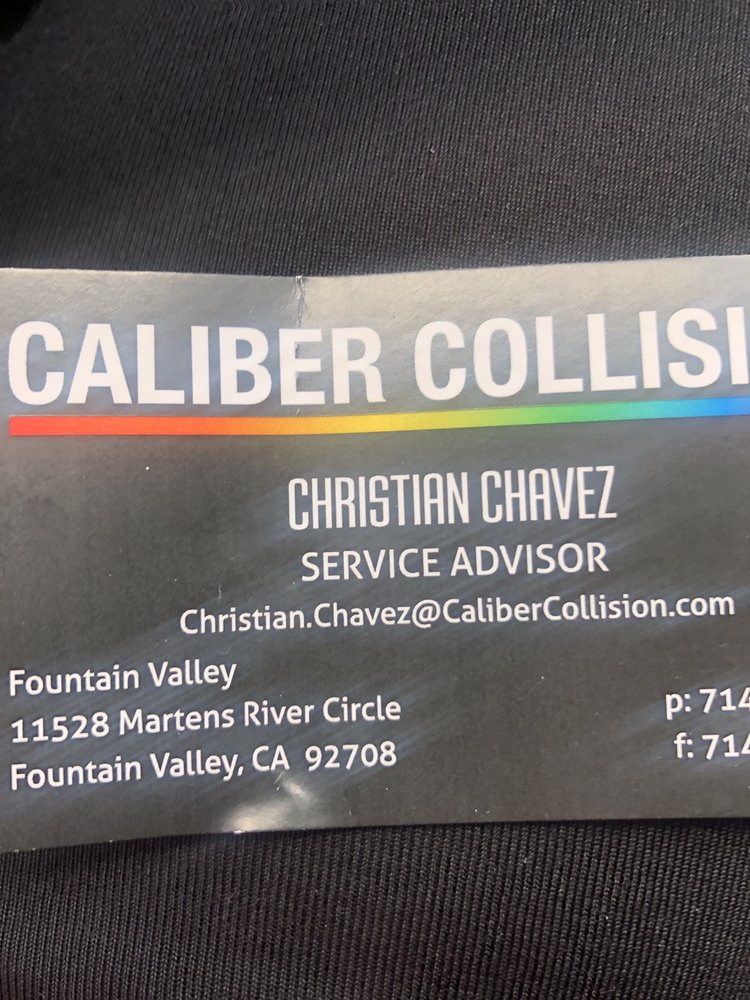 CALIBER COLLISI
CHRISTIAN CHAVEZ
SERVICE ADVISOR
Christian.Chavez@CaliberCollision.com
Fountain Valley
11528 Martens River Circle
Fountain Valley, CA 92708
p: 714
f: 714